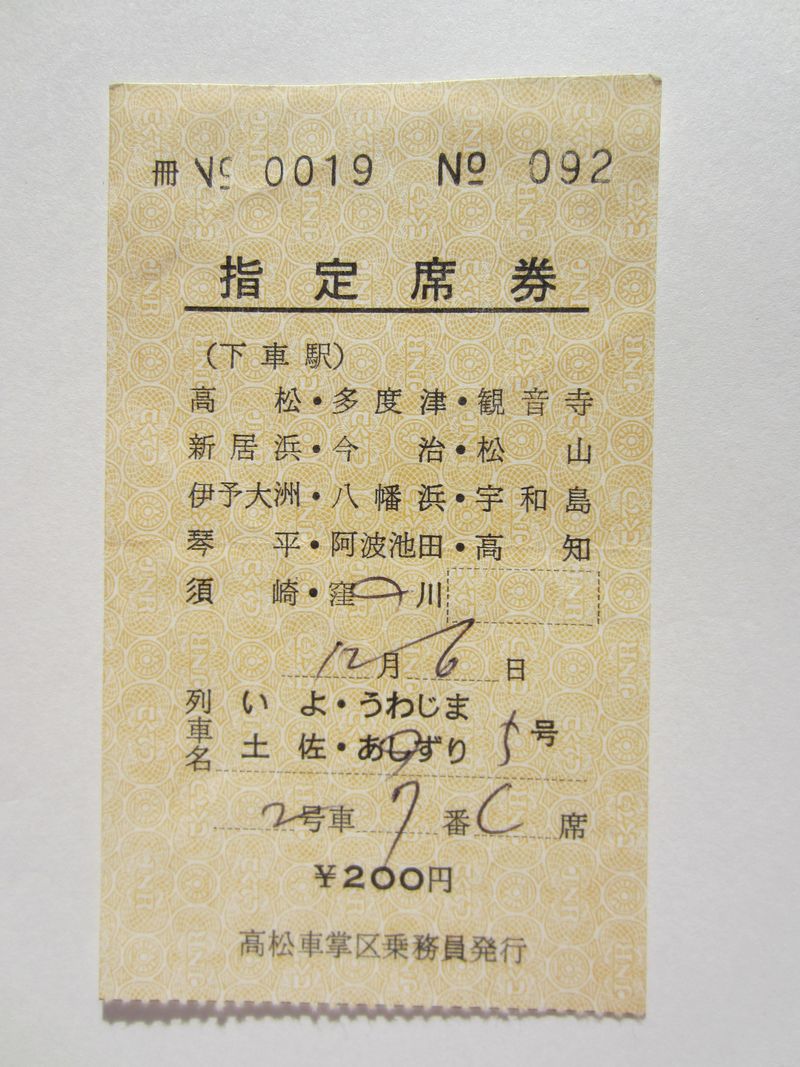 冊 № 0019 № 092
指定席券
(下車駅)
高松・多度津・観音寺
新居浜・今治・松山
伊予大洲・八幡浜・宇和島
琴平・阿波池田・高知
須崎・窪川
12月6日
列車名 いよ・うわじま
土佐・あしずり 5号
2号車 7番 C席
¥200円
高松車掌区乗務員発行